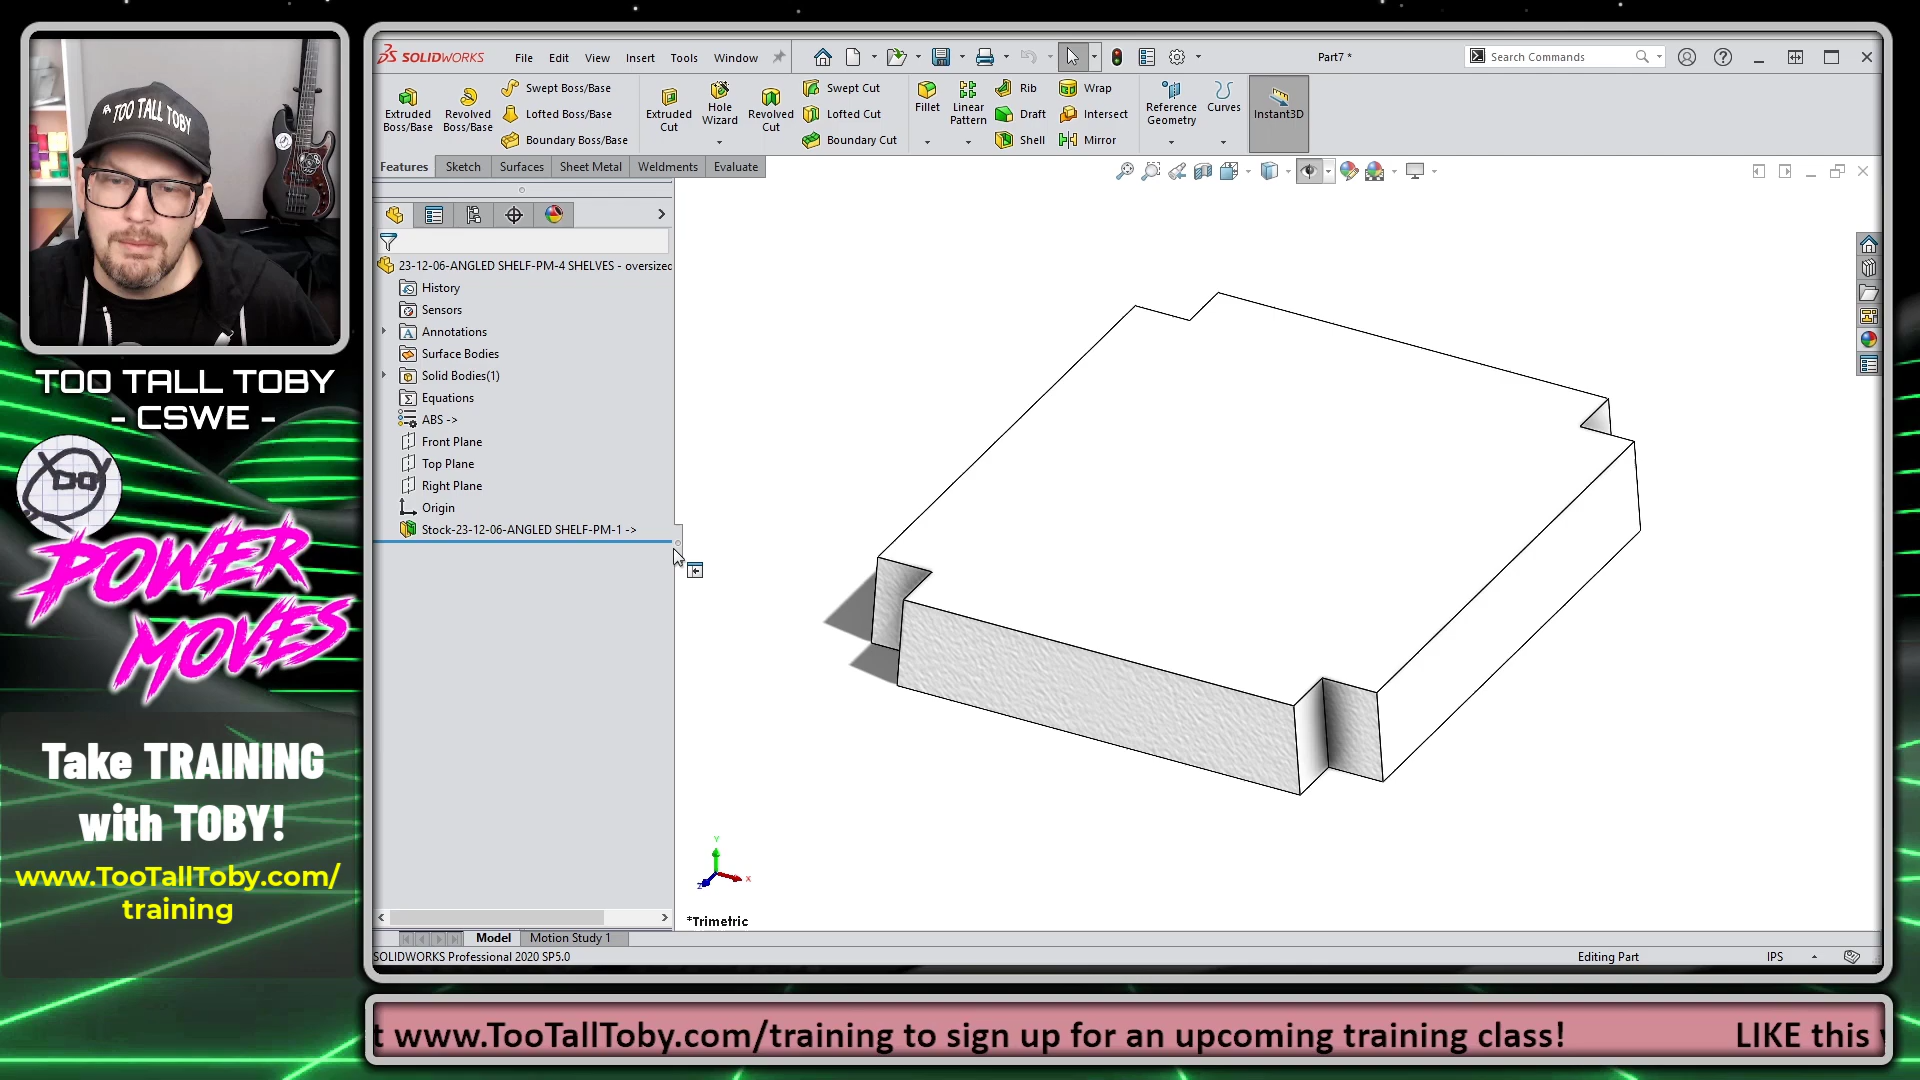 TOO TALL TOBY
TOO TALL TOBY
- CSWE -
POWER
MOVES
Take TRAINING
with TOBY!
www.TooTallToby.com/
training
SOLIDWORKS
File
Edit
View
Insert
Tools
Window
Part7 *
Search Commands
Extruded
Boss/Base
Revolved
Boss/Base
Swept Boss/Base
Lofted Boss/Base
Boundary Boss/Base
Extruded
Cut
Hole
Wizard
Revolved
Cut
Swept Cut
Lofted Cut
Boundary Cut
Fillet
Linear
Pattern
Rib
Draft
Shell
Wrap
Intersect
Mirror
Reference
Geometry
Curves
Instant3D
Features
Sketch
Surfaces
Sheet Metal
Weldments
Evaluate
23-12-06-ANGLED SHELF-PM-4 SHELVES - oversized
History
Sensors
Annotations
Surface Bodies
Solid Bodies(1)
Equations
ABS ->
Front Plane
Top Plane
Right Plane
Origin
Stock-23-12-06-ANGLED SHELF-PM-1 ->
Y
X
Z
*Trimetric
Model
Motion Study 1
SOLIDWORKS Professional 2020 SP5.0
Editing Part
IPS
t www.TooTallToby.com/training to sign up for an upcoming training class! LIKE this